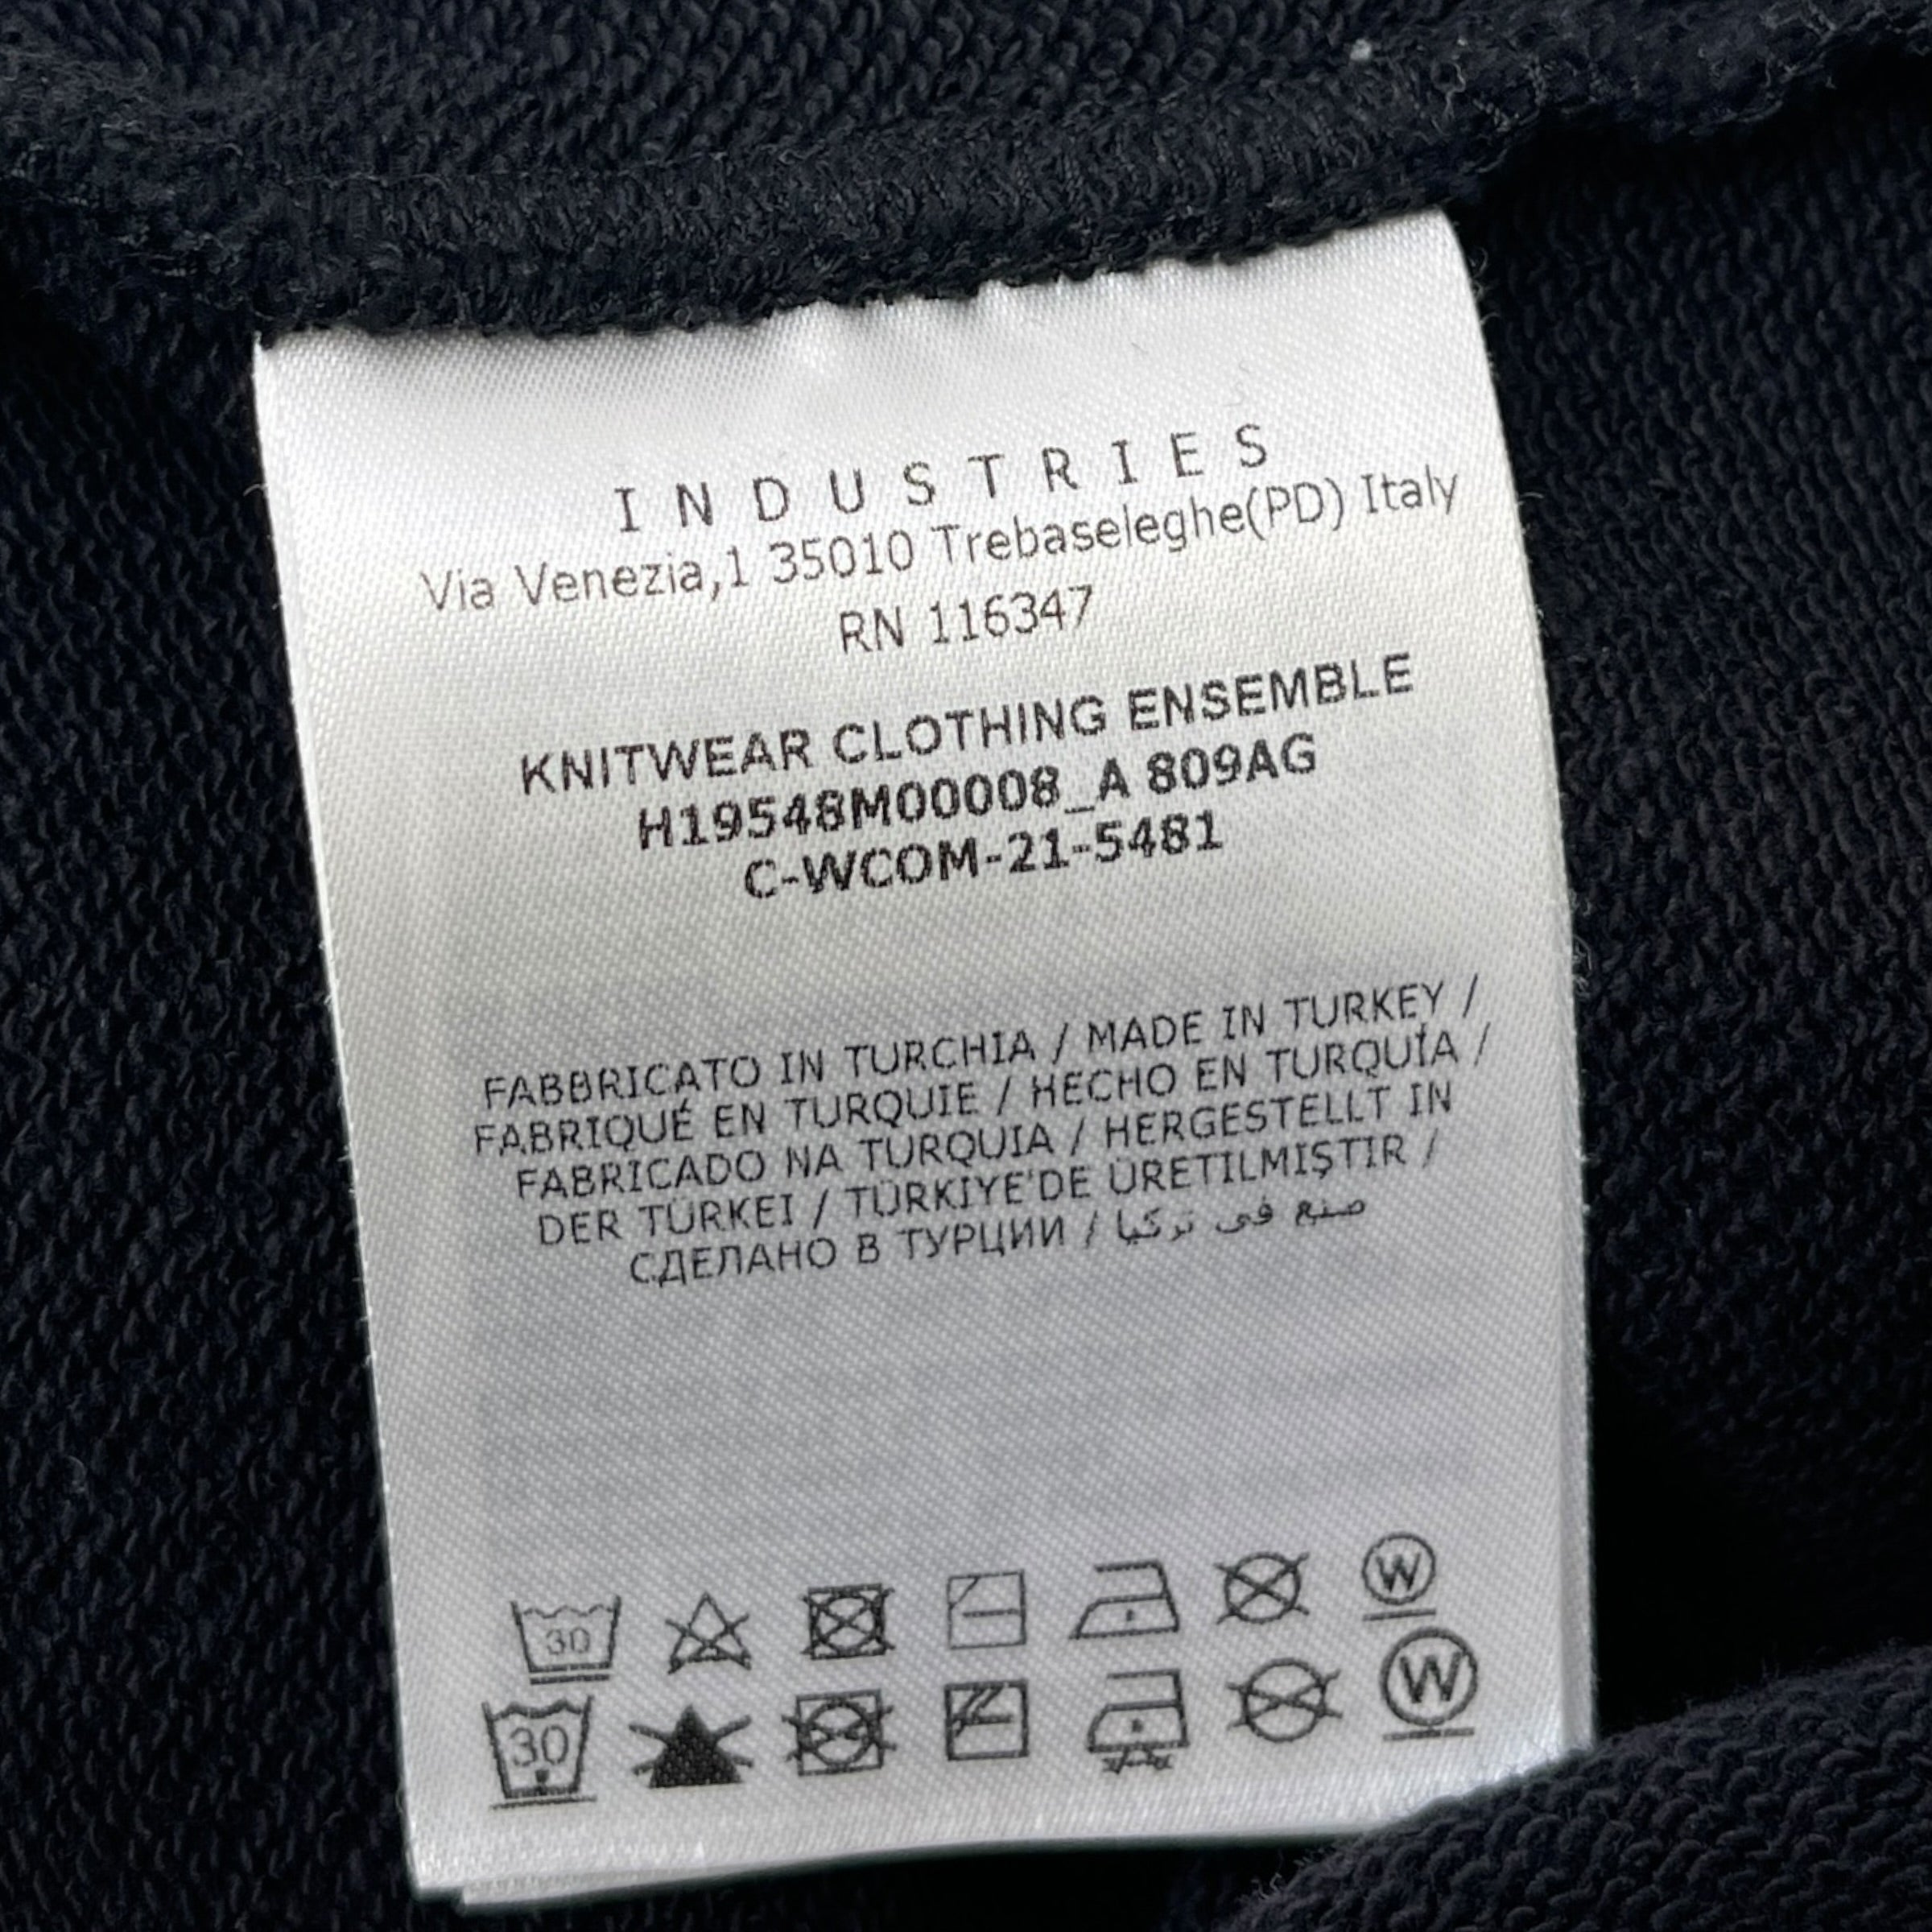 INDUSTRIES
Via Venezia,1 35010 Trebaseleghe(PD) Italy
RN 116347
KNITWEAR CLOTHING ENSEMBLE
H19548M00008_A 809AG
C-WCOM-21-5481
FABBRICATO IN TURCHIA / MADE IN TURKEY /
FABRIQUÉ EN TURQUIE / HECHO EN TURQUÍA /
FABRICADO NA TURQUIA / HERGESTELLT IN
DER TÜRKEI / TÜRKIYE'DE ÜRETILMIŞTIR /
СДЕЛАНО В ТУРЦИИ / صنع في تركيا
30 W
30 W